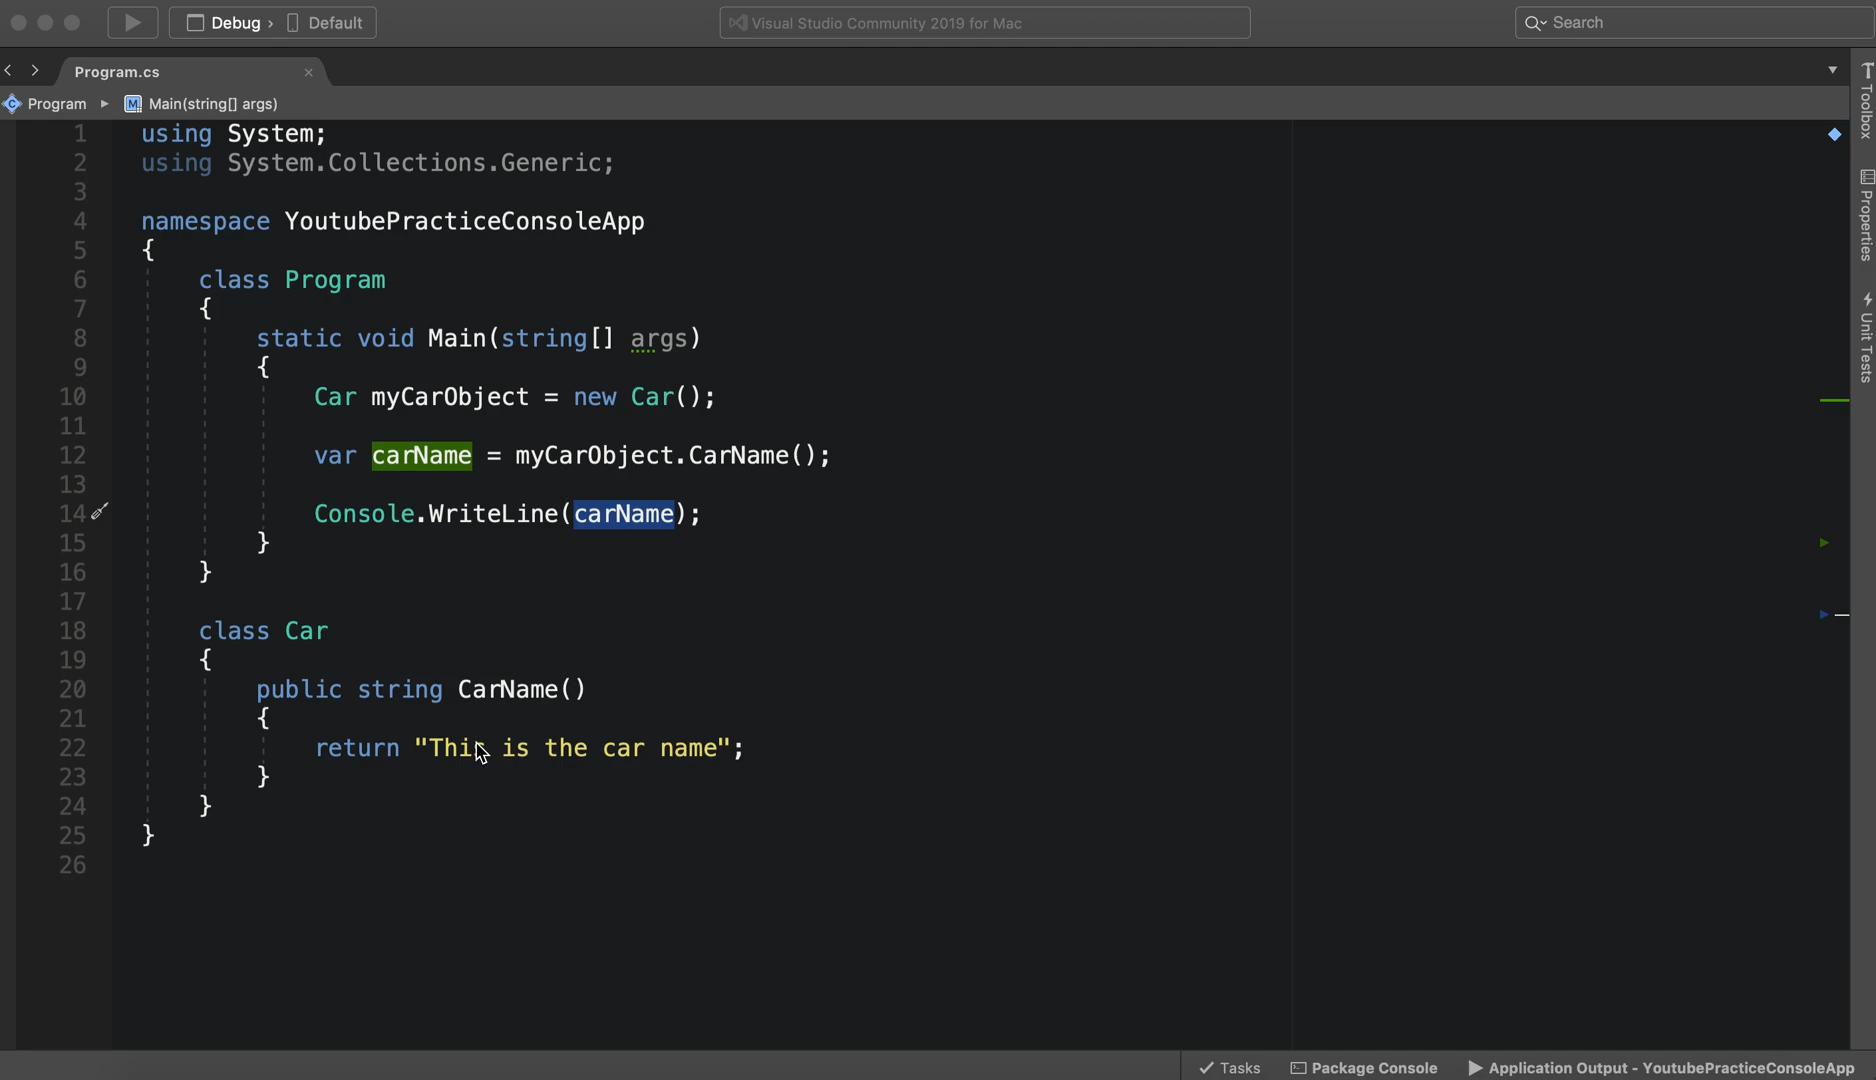 Debug › Default
Visual Studio Community 2019 for Mac
Search
Program.cs
Program
M Main(string[] args)
Toolbox
Properties
Unit Tests
1 using System;
2 using System.Collections.Generic;
3
4 namespace YoutubePracticeConsoleApp
5 {
6 class Program
7 {
8 static void Main(string[] args)
9 {
10 Car myCarObject = new Car();
11
12 var carName = myCarObject.CarName();
13
14 Console.WriteLine(carName);
15 }
16 }
17
18 class Car
19 {
20 public string CarName()
21 {
22 return "This is the car name";
23 }
24 }
25 }
26
Tasks
Package Console
Application Output - YoutubePracticeConsoleApp